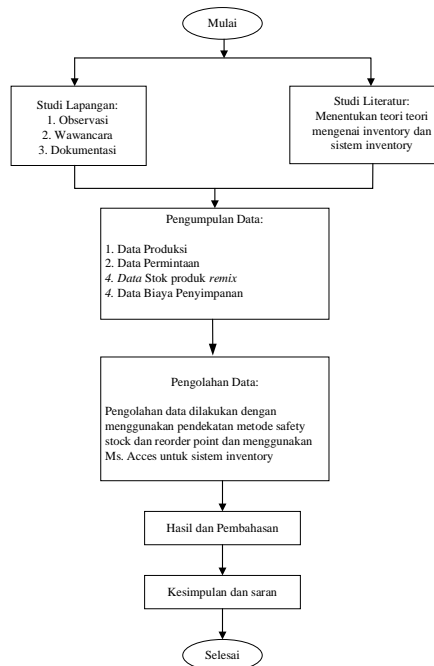 Mulai
Studi Lapangan:
1. Observasi
2. Wawancara
3. Dokumentasi
Studi Literatur:
Menentukan teori teori
mengenai inventory dan
sistem inventory
Pengumpulan Data:
1. Data Produksi
2. Data Permintaan
4. Data Stok produk remix
4. Data Biaya Penyimpanan
Pengolahan Data:
Pengolahan data dilakukan dengan
menggunakan pendekatan metode safety
stock dan reorder point dan menggunakan
Ms. Acces untuk sistem inventory
Hasil dan Pembahasan
Kesimpulan dan saran
Selesai